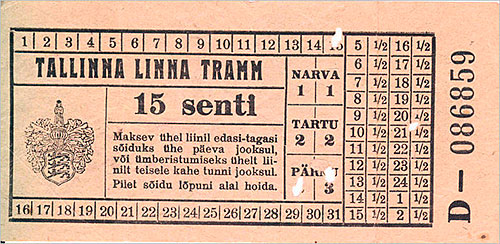 1 2 3 4 5 6 7 8 9 10 11 12 13 14 15
TALLINNA LINNA TRAMM
15 senti
Maksev ühel liinil edasi-tagasi
sõiduks ühe päeva jooksul,
või ümberistumiseks ühelt lii-
nilt teisele kahe tunni jooksul.
Pilet sõidu lõpuni alal hoida.
NARVA
1 1
TARTU
2 2
PÄRNU
3
16 17 18 19 20 21 22 23 24 25 26 27 28 29 30 31
5 1/2 16 1/2
6 1/2 17 1/2
7 1/2 18 1/2
8 1/2 19 1/2
9 1/2 20 1/2
10 1/2 21 1/2
11 1/2 22 1/2
12 1/2 23 1/2
13 1/2 24 1/2
14 1/2 1 1/2
15 1/2 2 1/2
D — 086859